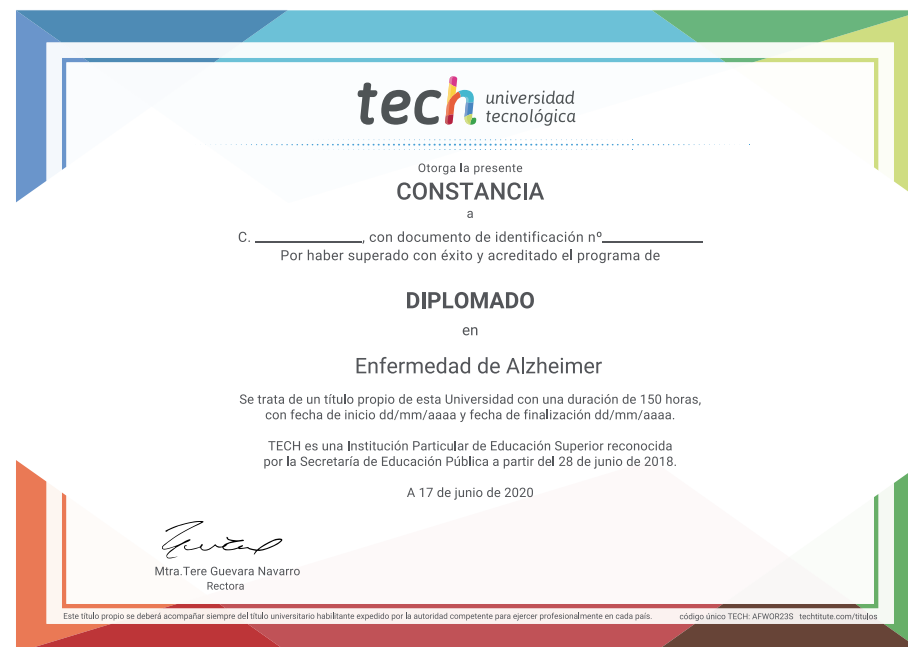 tech universidad
tecnológica
Otorga la presente
CONSTANCIA
a
C. ____________, con documento de identificación nº____________
Por haber superado con éxito y acreditado el programa de
DIPLOMADO
en
Enfermedad de Alzheimer
Se trata de un título propio de esta Universidad con una duración de 150 horas,
con fecha de inicio dd/mm/aaaa y fecha de finalización dd/mm/aaaa.
TECH es una Institución Particular de Educación Superior reconocida
por la Secretaría de Educación Pública a partir del 28 de junio de 2018.
A 17 de junio de 2020
Mtra.Tere Guevara Navarro
Rectora
Este título propio se deberá acompañar siempre del título universitario habilitante expedido por la autoridad competente para ejercer profesionalmente en cada país. código único TECH: AFWOR23S techtitute.com/titulos